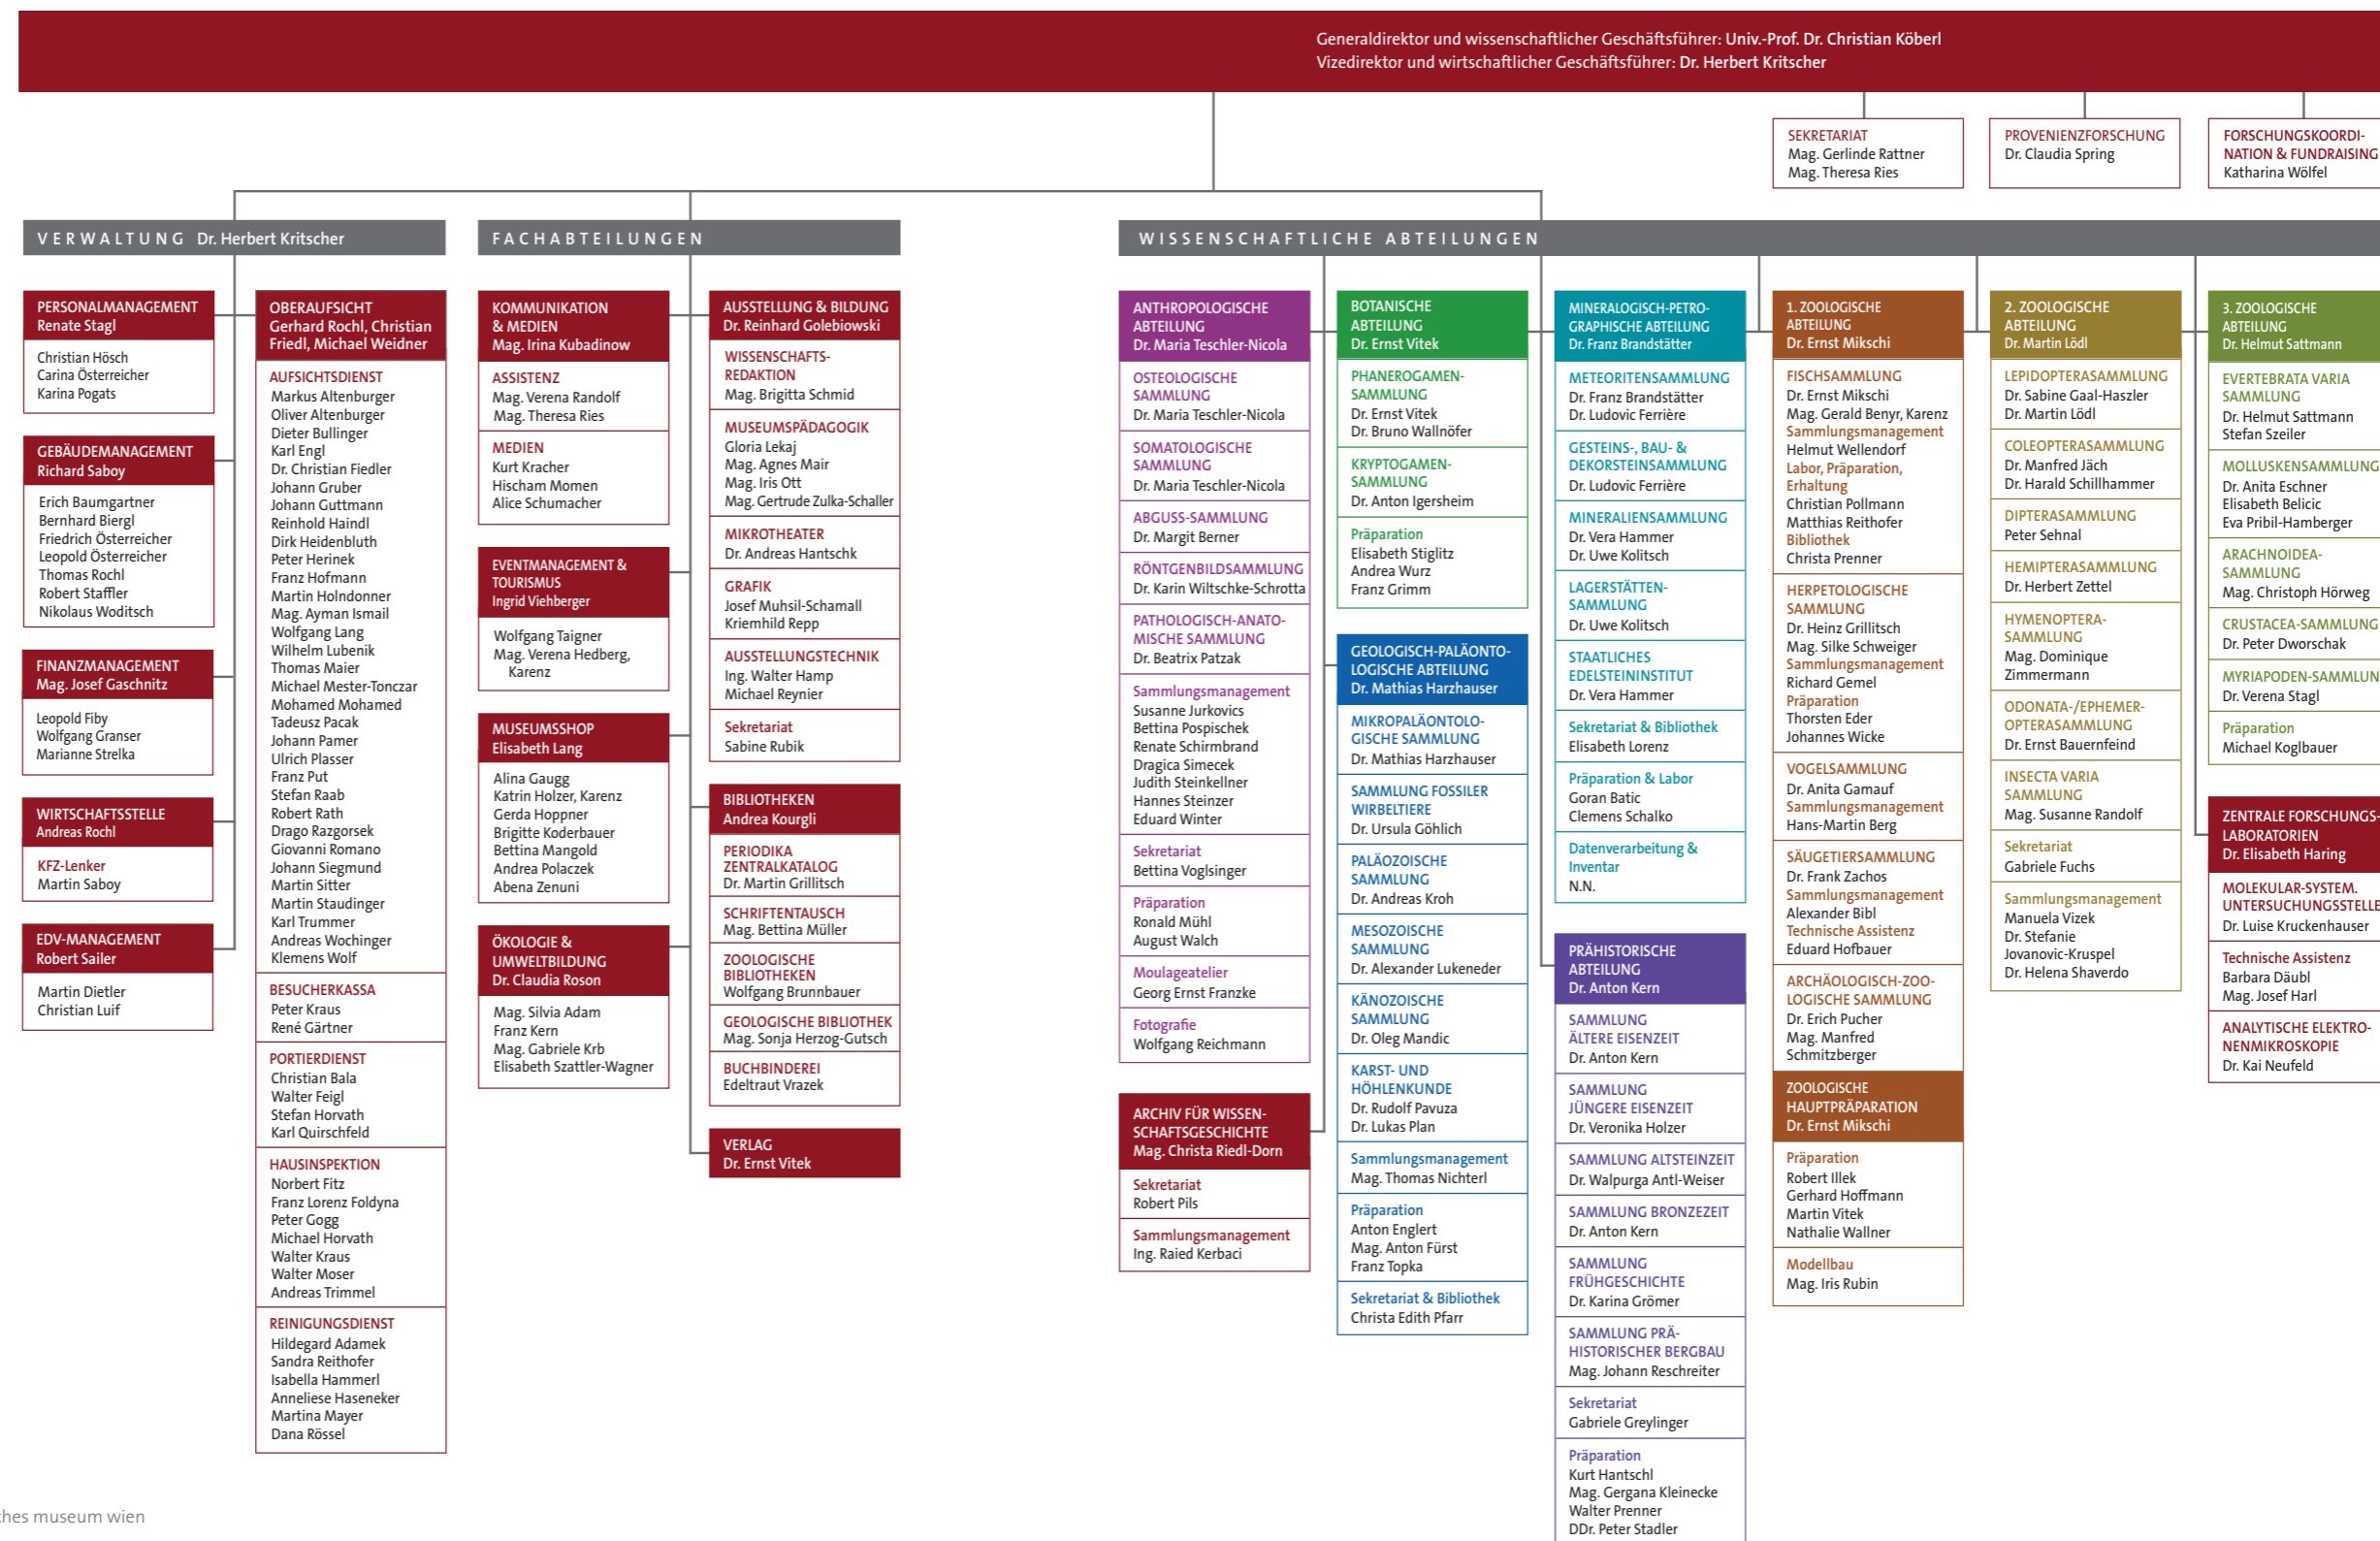 Generaldirektor und wissenschaftlicher Geschäftsführer: Univ.-Prof. Dr. Christian Köberl
Vizedirektor und wirtschaftlicher Geschäftsführer: Dr. Herbert Kritscher
SEKRETARIAT
Mag. Gerlinde Rattner
Mag. Theresa Ries
PROVENIENZFORSCHUNG
Dr. Claudia Spring
FORSCHUNGSKOORDI-
NATION & FUNDRAISING
Katharina Wölfel
VERWALTUNG Dr. Herbert Kritscher
PERSONALMANAGEMENT
Renate Stagl
Christian Hösch
Carina Österreicher
Karina Pogats
GEBÄUDEMANAGEMENT
Richard Saboy
Erich Baumgartner
Bernhard Biergl
Friedrich Österreicher
Leopold Österreicher
Thomas Rochl
Robert Staffler
Nikolaus Woditsch
FINANZMANAGEMENT
Mag. Josef Gaschnitz
Leopold Fiby
Wolfgang Granser
Marianne Strelka
WIRTSCHAFTSSTELLE
Andreas Rochl
KFZ-Lenker
Martin Saboy
EDV-MANAGEMENT
Robert Sailer
Martin Dietler
Christian Luif
OBERAUFSICHT
Gerhard Rochl, Christian
Friedl, Michael Weidner
AUFSICHTSDIENST
Markus Altenburger
Oliver Altenburger
Dieter Bullinger
Karl Engl
Dr. Christian Fiedler
Johann Gruber
Johann Guttmann
Reinhold Haindl
Dirk Heidenbluth
Peter Herinek
Franz Hofmann
Martin Holndonner
Mag. Ayman Ismail
Wolfgang Lang
Wilhelm Lubenik
Thomas Maier
Michael Mester-Tonczar
Mohamed Mohamed
Tadeusz Pacak
Johann Pamer
Ulrich Plasser
Franz Put
Stefan Raab
Robert Rath
Drago Razgorsek
Giovanni Romano
Johann Siegmund
Martin Sitter
Martin Staudinger
Karl Trummer
Andreas Wochinger
Klemens Wolf
BESUCHERKASSA
Peter Kraus
René Gärtner
PORTIERDIENST
Christian Bala
Walter Feigl
Stefan Horvath
Karl Quirschfeld
HAUSINSPEKTION
Norbert Fitz
Franz Lorenz Foldyna
Peter Gogg
Michael Horvath
Walter Kraus
Walter Moser
Andreas Trimmel
REINIGUNGSDIENST
Hildegard Adamek
Sandra Reithofer
Isabella Hammerl
Anneliese Haseneker
Martina Mayer
Dana Rössel
FACHABTEILUNGEN
KOMMUNIKATION
& MEDIEN
Mag. Irina Kubadinow
ASSISTENZ
Mag. Verena Randolf
Mag. Theresa Ries
MEDIEN
Kurt Kracher
Hischam Momen
Alice Schumacher
EVENTMANAGEMENT &
TOURISMUS
Ingrid Viehberger
Wolfgang Taigner
Mag. Verena Hedberg,
Karenz
MUSEUMSSHOP
Elisabeth Lang
Alina Gaugg
Katrin Holzer, Karenz
Gerda Hoppner
Brigitte Koderbauer
Bettina Mangold
Andrea Polaczek
Abena Zenuni
ÖKOLOGIE &
UMWELTBILDUNG
Dr. Claudia Roson
Mag. Silvia Adam
Franz Kern
Mag. Gabriele Krb
Elisabeth Szattler-Wagner
AUSSTELLUNG & BILDUNG
Dr. Reinhard Golebiowski
WISSENSCHAFTS-
REDAKTION
Mag. Brigitta Schmid
MUSEUMSPÄDAGOGIK
Gloria Lekaj
Mag. Agnes Mair
Mag. Iris Ott
Mag. Gertrude Zulka-Schaller
MIKROTHEATER
Dr. Andreas Hantschk
GRAFIK
Josef Muhsil-Schamall
Kriemhild Repp
AUSSTELLUNGSTECHNIK
Ing. Walter Hamp
Michael Reynier
Sekretariat
Sabine Rubik
BIBLIOTHEKEN
Andrea Kourgli
PERIODIKA
ZENTRALKATALOG
Dr. Martin Grillitsch
SCHRIFTENTAUSCH
Mag. Bettina Müller
ZOOLOGISCHE
BIBLIOTHEKEN
Wolfgang Brunnbauer
GEOLOGISCHE BIBLIOTHEK
Mag. Sonja Herzog-Gutsch
BUCHBINDEREI
Edeltraut Vrazek
VERLAG
Dr. Ernst Vitek
WISSENSCHAFTLICHE ABTEILUNGEN
ANTHROPOLOGISCHE
ABTEILUNG
Dr. Maria Teschler-Nicola
OSTEOLOGISCHE
SAMMLUNG
Dr. Maria Teschler-Nicola
SOMATOLOGISCHE
SAMMLUNG
Dr. Maria Teschler-Nicola
ABGUSS-SAMMLUNG
Dr. Margit Berner
RÖNTGENBILDSAMMLUNG
Dr. Karin Wiltschke-Schrotta
PATHOLOGISCH-ANATO-
MISCHE SAMMLUNG
Dr. Beatrix Patzak
Sammlungsmanagement
Susanne Jurkovics
Bettina Pospischek
Renate Schirmbrand
Dragica Simecek
Judith Steinkellner
Hannes Steinzer
Eduard Winter
Sekretariat
Bettina Voglsinger
Präparation
Ronald Mühl
August Walch
Moulageatelier
Georg Ernst Franzke
Fotografie
Wolfgang Reichmann
ARCHIV FÜR WISSEN-
SCHAFTSGESCHICHTE
Mag. Christa Riedl-Dorn
Sekretariat
Robert Pils
Sammlungsmanagement
Ing. Raied Kerbaci
BOTANISCHE
ABTEILUNG
Dr. Ernst Vitek
PHANEROGAMEN-
SAMMLUNG
Dr. Ernst Vitek
Dr. Bruno Wallnöfer
KRYPTOGAMEN-
SAMMLUNG
Dr. Anton Igersheim
Präparation
Elisabeth Stiglitz
Andrea Wurz
Franz Grimm
GEOLOGISCH-PALÄONTO-
LOGISCHE ABTEILUNG
Dr. Mathias Harzhauser
MIKROPALÄONTOLO-
GISCHE SAMMLUNG
Dr. Mathias Harzhauser
SAMMLUNG FOSSILER
WIRBELTIERE
Dr. Ursula Göhlich
PALÄOZOISCHE
SAMMLUNG
Dr. Andreas Kroh
MESOZOISCHE
SAMMLUNG
Dr. Alexander Lukeneder
KÄNOZOISCHE
SAMMLUNG
Dr. Oleg Mandic
KARST- UND
HÖHLENKUNDE
Dr. Rudolf Pavuza
Dr. Lukas Plan
Sammlungsmanagement
Mag. Thomas Nichterl
Präparation
Anton Englert
Mag. Anton Fürst
Franz Topka
Sekretariat & Bibliothek
Christa Edith Pfarr
MINERALOGISCH-PETRO-
GRAPHISCHE ABTEILUNG
Dr. Franz Brandstätter
METEORITENSAMMLUNG
Dr. Franz Brandstätter
Dr. Ludovic Ferrière
GESTEINS-, BAU- &
DEKORSTEINSAMMLUNG
Dr. Ludovic Ferrière
MINERALIENSAMMLUNG
Dr. Vera Hammer
Dr. Uwe Kolitsch
LAGERSTÄTTEN-
SAMMLUNG
Dr. Uwe Kolitsch
STAATLICHES
EDELSTEININSTITUT
Dr. Vera Hammer
Sekretariat & Bibliothek
Elisabeth Lorenz
Präparation & Labor
Goran Batic
Clemens Schalko
Datenverarbeitung &
Inventar
N.N.
PRÄHISTORISCHE
ABTEILUNG
Dr. Anton Kern
SAMMLUNG
ÄLTERE EISENZEIT
Dr. Anton Kern
SAMMLUNG
JÜNGERE EISENZEIT
Dr. Veronika Holzer
SAMMLUNG ALTSTEINZEIT
Dr. Walpurga Antl-Weiser
SAMMLUNG BRONZEZEIT
Dr. Anton Kern
SAMMLUNG
FRÜHGESCHICHTE
Dr. Karina Grömer
SAMMLUNG PRÄ-
HISTORISCHER BERGBAU
Mag. Johann Reschreiter
Sekretariat
Gabriele Greylinger
Präparation
Kurt Hantschl
Mag. Gergana Kleinecke
Walter Prenner
DDr. Peter Stadler
1. ZOOLOGISCHE
ABTEILUNG
Dr. Ernst Mikschi
FISCHSAMMLUNG
Dr. Ernst Mikschi
Mag. Gerald Benyr, Karenz
Sammlungsmanagement
Helmut Wellendorf
Labor, Präparation,
Erhaltung
Christian Pollmann
Matthias Reithofer
Bibliothek
Christa Prenner
HERPETOLOGISCHE
SAMMLUNG
Dr. Heinz Grillitsch
Mag. Silke Schweiger
Sammlungsmanagement
Richard Gemel
Präparation
Thorsten Eder
Johannes Wicke
VOGELSAMMLUNG
Dr. Anita Gamauf
Sammlungsmanagement
Hans-Martin Berg
SÄUGETIERSAMMLUNG
Dr. Frank Zachos
Sammlungsmanagement
Alexander Bibl
Technische Assistenz
Eduard Hofbauer
ARCHÄOLOGISCH-ZOO-
LOGISCHE SAMMLUNG
Dr. Erich Pucher
Mag. Manfred
Schmitzberger
ZOOLOGISCHE
HAUPTPRÄPARATION
Dr. Ernst Mikschi
Präparation
Robert Illek
Gerhard Hoffmann
Martin Vitek
Nathalie Wallner
Modellbau
Mag. Iris Rubin
2. ZOOLOGISCHE
ABTEILUNG
Dr. Martin Lödl
LEPIDOPTERASAMMLUNG
Dr. Sabine Gaal-Haszler
Dr. Martin Lödl
COLEOPTERASAMMLUNG
Dr. Manfred Jäch
Dr. Harald Schillhammer
DIPTERASAMMLUNG
Peter Sehnal
HEMIPTERASAMMLUNG
Dr. Herbert Zettel
HYMENOPTERA-
SAMMLUNG
Mag. Dominique
Zimmermann
ODONATA-/EPHEMER-
OPTERASAMMLUNG
Dr. Ernst Bauernfeind
INSECTA VARIA
SAMMLUNG
Mag. Susanne Randolf
Sekretariat
Gabriele Fuchs
Sammlungsmanagement
Manuela Vizek
Dr. Stefanie
Jovanovic-Kruspel
Dr. Helena Shaverdo
3. ZOOLOGISCHE
ABTEILUNG
Dr. Helmut Sattmann
EVERTEBRATA VARIA
SAMMLUNG
Dr. Helmut Sattmann
Stefan Szeiler
MOLLUSKENSAMMLUNG
Dr. Anita Eschner
Elisabeth Belicic
Eva Pribil-Hamberger
ARACHNOIDEA-
SAMMLUNG
Mag. Christoph Hörweg
CRUSTACEA-SAMMLUNG
Dr. Peter Dworschak
MYRIAPODEN-SAMMLUN
Dr. Verena Stagl
Präparation
Michael Koglbauer
ZENTRALE FORSCHUNGS-
LABORATORIEN
Dr. Elisabeth Haring
MOLEKULAR-SYSTEM.
UNTERSUCHUNGSSTELLE
Dr. Luise Kruckenhauser
Technische Assistenz
Barbara Däubl
Mag. Josef Harl
ANALYTISCHE ELEKTRO-
NENMIKROSKOPIE
Dr. Kai Neufeld
ches museum wien